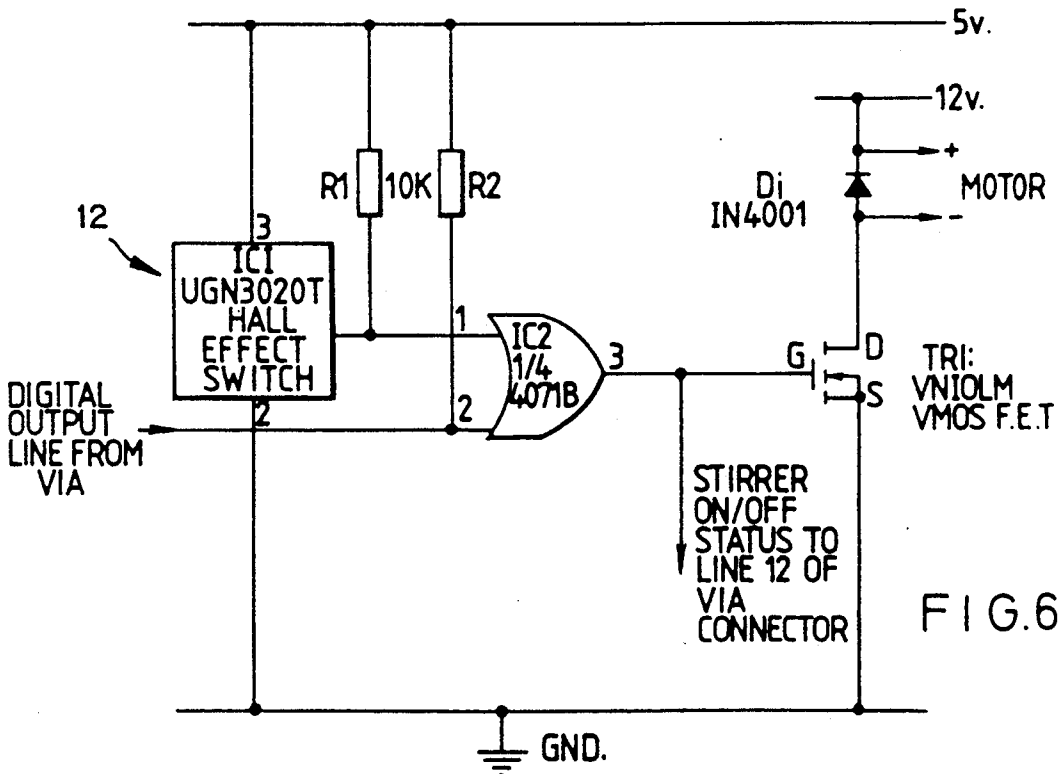 5v.
12v.
+
MOTOR
-
Di
IN4001
R1
10K
R2
12
3
IC1
UGN3020T
HALL
EFFECT
SWITCH
2
1
2
IC2
1/4
4071B
3
G
D
S
TRI:
VNIOLM
VMOS F.E.T
DIGITAL
OUTPUT
LINE FROM
VIA
STIRRER
ON/OFF
STATUS TO
LINE 12 OF
VIA
CONNECTOR
FIG.6
GND.